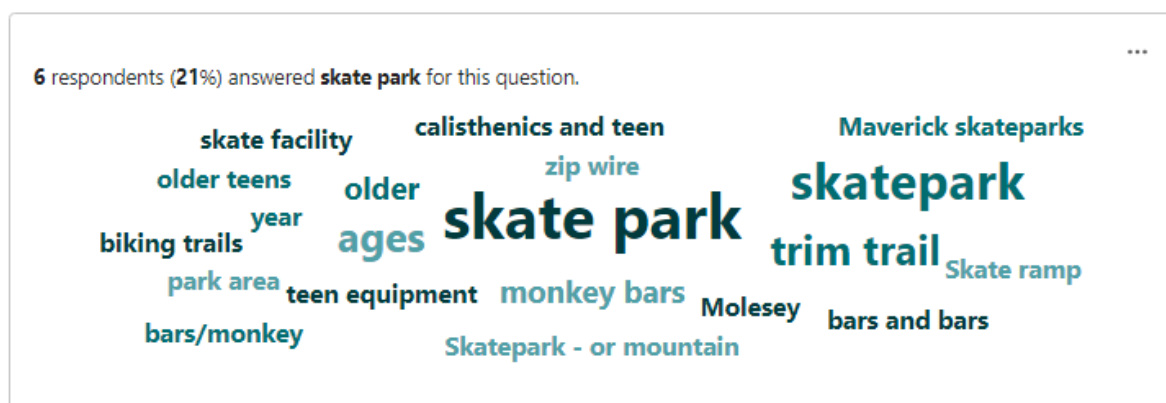 ...
6 respondents (21%) answered skate park for this question.
calisthenics and teen
Maverick skateparks
skate facility
zip wire
older teens
older
skatepark
year
skate park
biking trails
ages
trim trail
park area
Skate ramp
teen equipment
monkey bars
Molesey
bars and bars
bars/monkey
Skatepark - or mountain